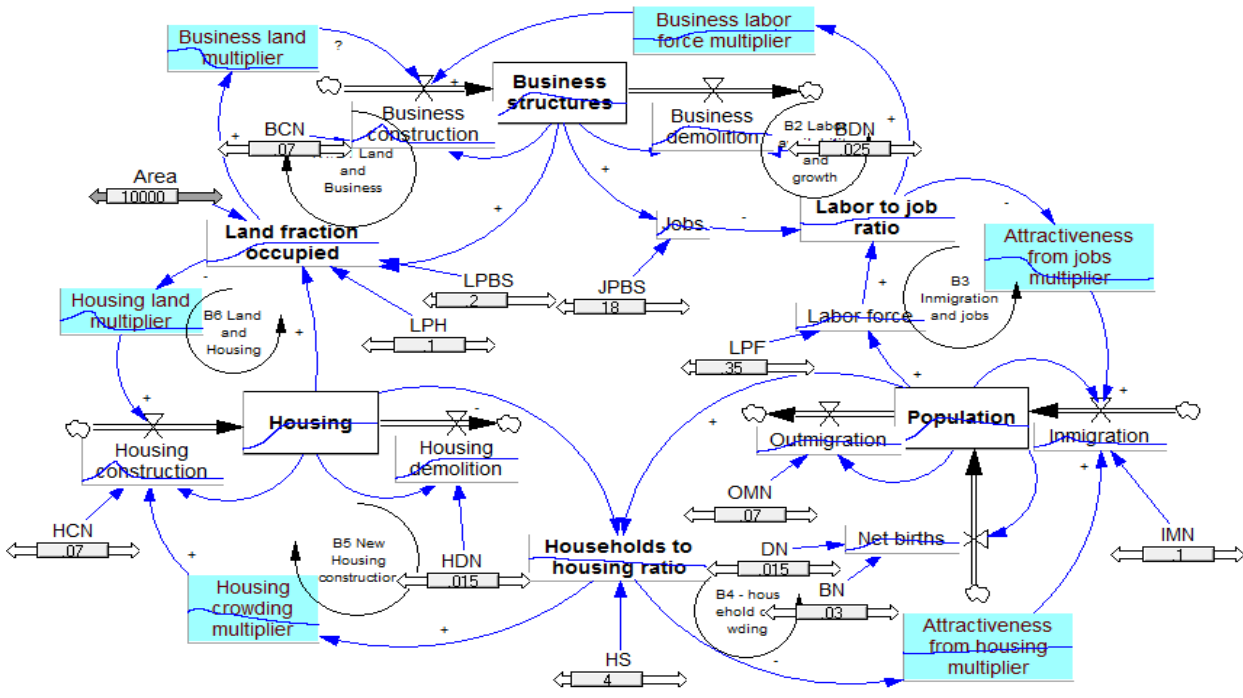 Business land
multiplier
?
Business labor
force multiplier
+
Business
structures
Business
construction
Business
demolition
BCN
.07
+
Land
and
Business
B2 Labor
and
growth
BDN
.025
+
Area
10000
+
+
-
Labor to job
ratio
-
Jobs
Land fraction
occupied
Attractiveness
from jobs
multiplier
-
LPBS
.2
JPBS
18
B3
Inmigration
and jobs
+
Housing land
multiplier
B6 Land
and
Housing
+
LPH
.1
Labor force
LPF
.35
+
+
Housing
-
Population
+
+
Housing
construction
Housing
demolition
Outmigration
Inmigration
+
HCN
.07
OMN
.07
IMN
.1
B5 New
Housing
construction
HDN
.015
Households to
housing ratio
DN
.015
Net births
BN
.03
+
Housing
crowding
multiplier
+
B4 - hous
wding
-
Attractiveness
from housing
multiplier
HS
4